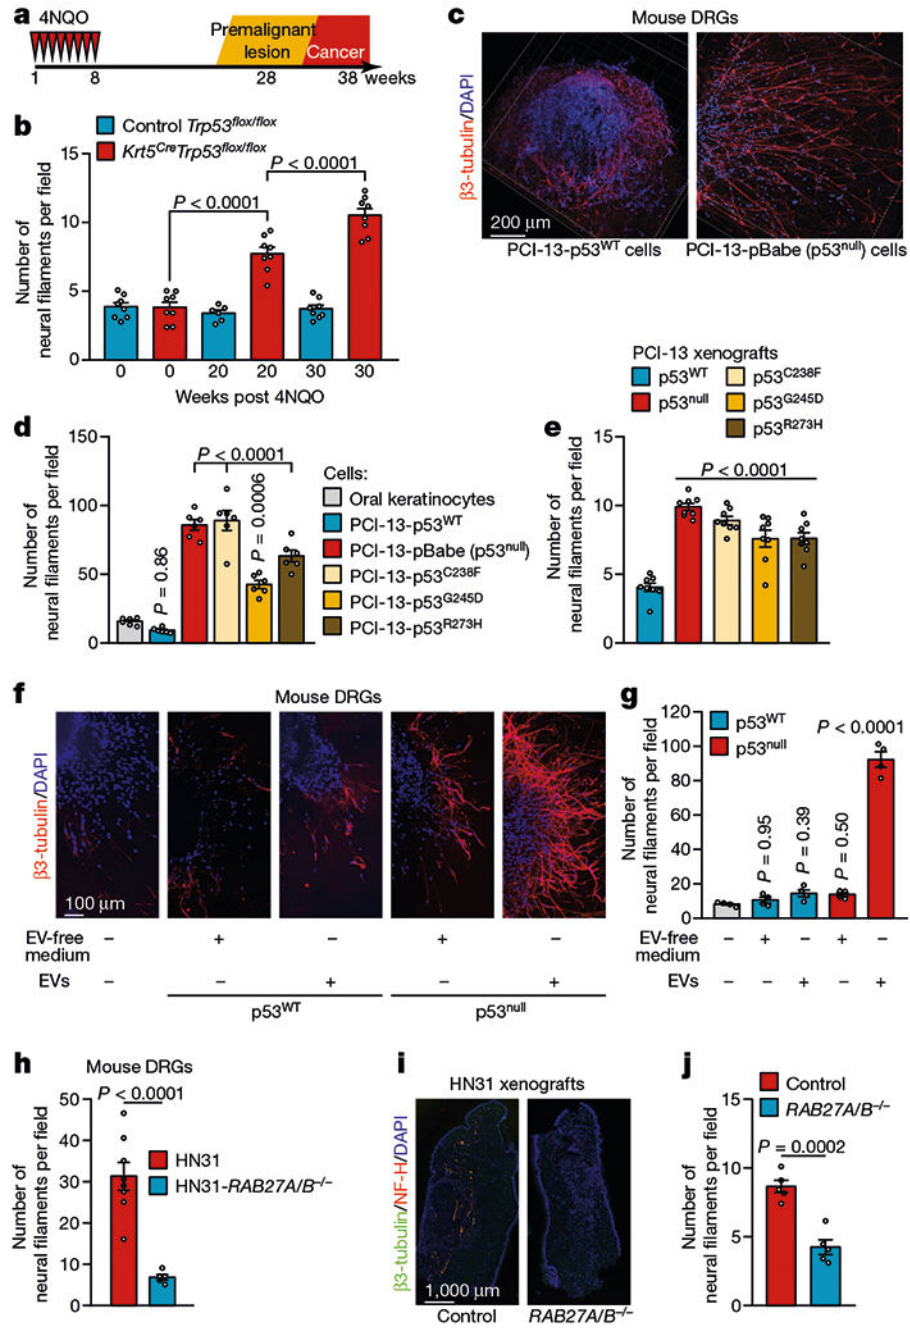 a
4NQO
Premalignant
lesion
Cancer
1 8 28 38 weeks
b
Control Trp53flox/flox
Krt5CreTrp53flox/flox
P < 0.0001
P < 0.0001
Number of
neural filaments per field
15
10
5
0
0 0 20 20 30 30
Weeks post 4NQO
c
Mouse DRGs
β3-tubulin/DAPI
200 μm
PCI-13-p53WT cells
PCI-13-pBabe (p53null) cells
d
Number of
neural filaments per field
150
100
50
0
P = 0.86
P < 0.0001
P = 0.0006
Cells:
Oral keratinocytes
PCI-13-p53WT
PCI-13-pBabe (p53null)
PCI-13-p53C238F
PCI-13-p53G245D
PCI-13-p53R273H
PCI-13 xenografts
p53WT
p53null
p53C238F
p53G245D
p53R273H
e
Number of
neural filaments per field
15
10
5
0
P < 0.0001
f
Mouse DRGs
β3-tubulin/DAPI
100 μm
EV-free
medium
– + – + –
EVs
– – + – +
p53WT
p53null
g
p53WT
p53null
Number of
neural filaments per field
120
100
80
60
40
20
0
P = 0.95
P = 0.39
P = 0.50
P < 0.0001
EV-free
medium
– + – + –
EVs
– – + – +
h
Mouse DRGs
P < 0.0001
Number of
neural filaments per field
50
40
30
20
10
0
HN31
HN31-RAB27A/B–/–
i
HN31 xenografts
β3-tubulin/NF-H/DAPI
1,000 μm
Control
RAB27A/B–/–
j
Control
RAB27A/B–/–
P = 0.0002
Number of
neural filaments per field
15
10
5
0